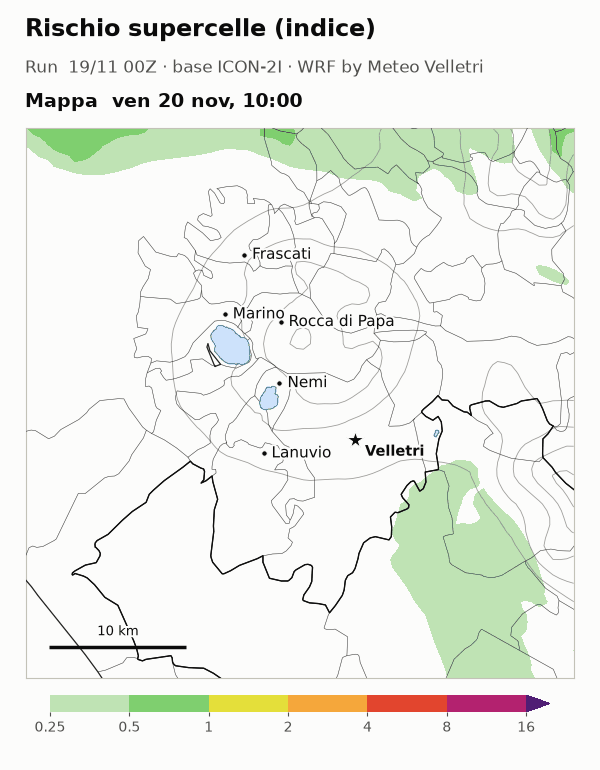 Rischio supercelle (indice)
Run  19/11 00Z · base ICON-2I · WRF by Meteo Velletri
Mappa  ven 20 nov, 10:00
Frascati
Marino
Rocca di Papa
Nemi
Velletri
Lanuvio
10 km
0.25 0.5 1 2 4 8 16